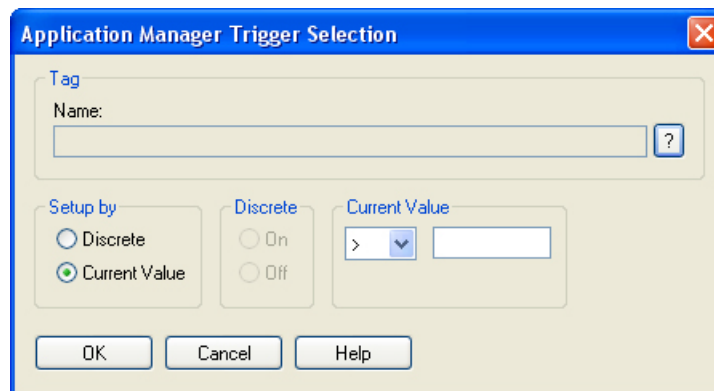 Application Manager Trigger Selection
Tag
Name:
?
Setup by
Discrete
Current Value
Discrete
On
Off
Current Value
>
OK
Cancel
Help